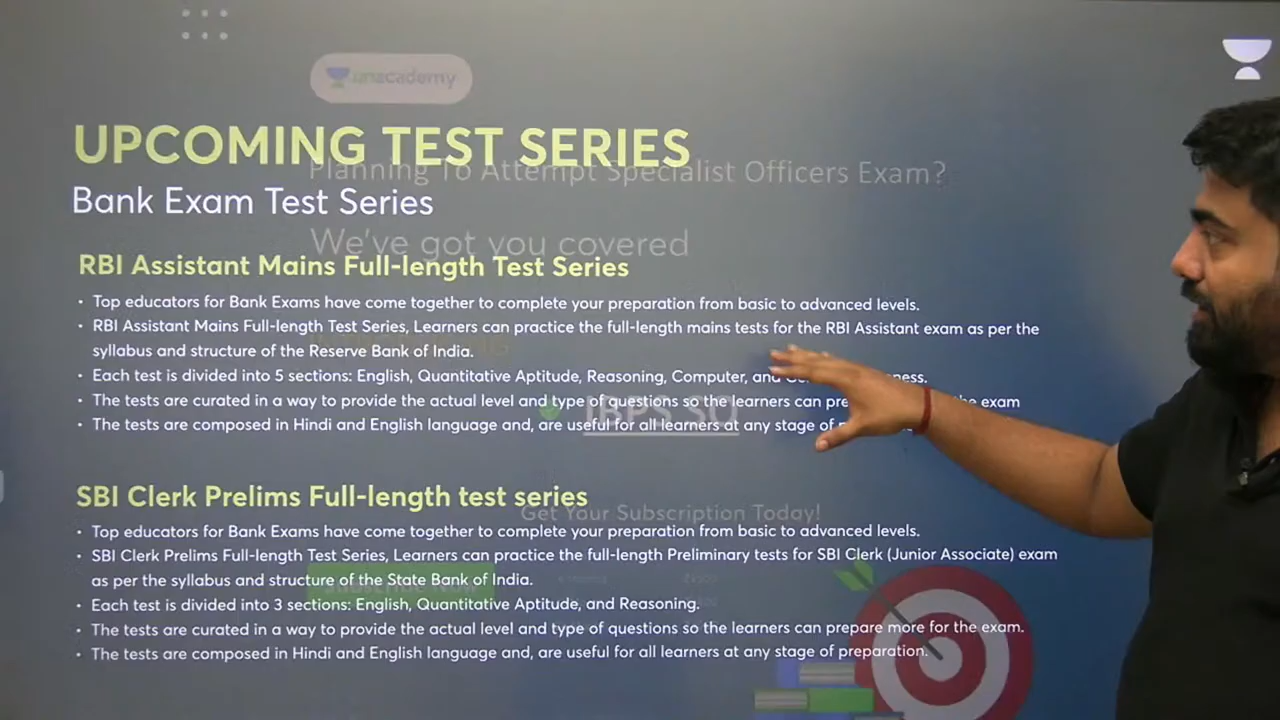 unacademy
UPCOMING TEST SERIES
Planning To Attempt Specialist Officers Exam?
Bank Exam Test Series
We've got you covered
RBI Assistant Mains Full-length Test Series
• Top educators for Bank Exams have come together to complete your preparation from basic to advanced levels.
• RBI Assistant Mains Full-length Test Series, Learners can practice the full-length mains tests for the RBI Assistant exam as per the
syllabus and structure of the Reserve Bank of India.
• Each test is divided into 5 sections: English, Quantitative Aptitude, Reasoning, Computer, and
• The tests are curated in a way to provide the actual level and type of questions so the learners can the exam
IBPS SO
• The tests are composed in Hindi and English language and, are useful for all learners at any stage of
SBI Clerk Prelims Full-length test series
Get Your Subscription Today!
• Top educators for Bank Exams have come together to complete your preparation from basic to advanced levels.
• SBI Clerk Prelims Full-length Test Series, Learners can practice the full-length Preliminary tests for SBI Clerk (Junior Associate) exam
as per the syllabus and structure of the State Bank of India.
• Each test is divided into 3 sections: English, Quantitative Aptitude, and Reasoning.
• The tests are curated in a way to provide the actual level and type of questions so the learners can prepare more for the exam.
• The tests are composed in Hindi and English language and, are useful for all learners at any stage of preparation.